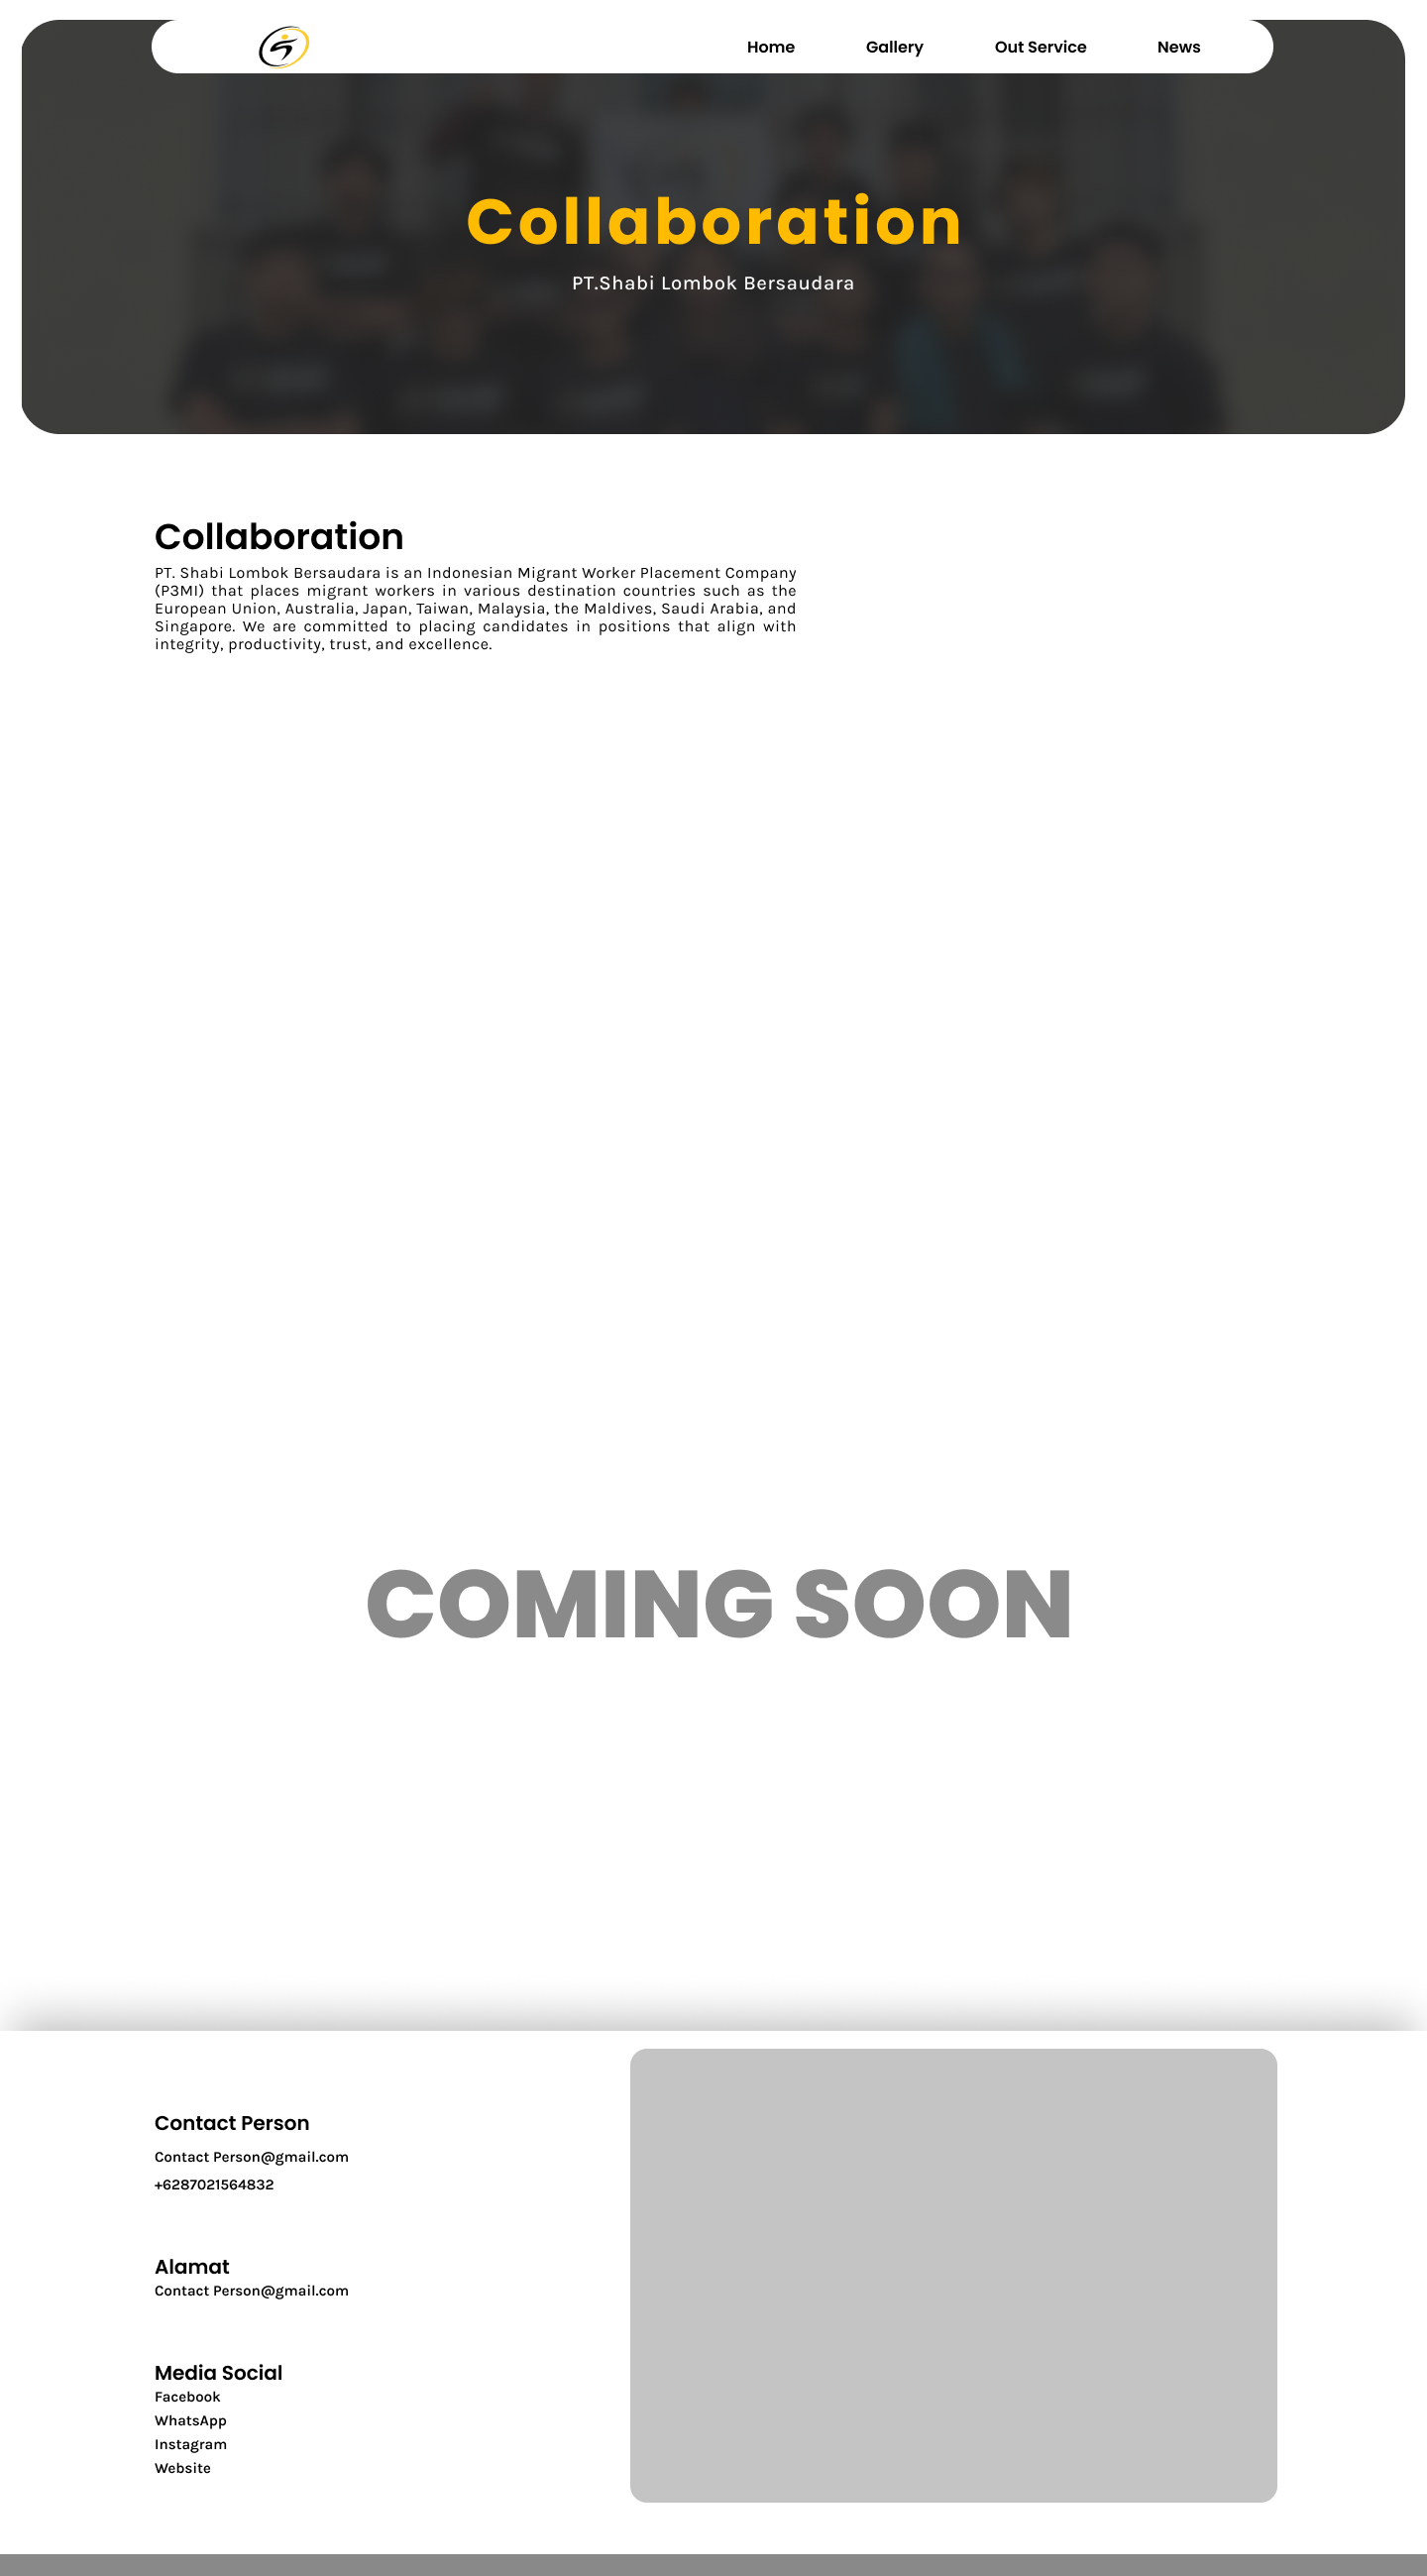 Home Gallery Out Service News
Collaboration
PT.Shabi Lombok Bersaudara
Collaboration
PT. Shabi Lombok Bersaudara is an Indonesian Migrant Worker Placement Company
(P3MI) that places migrant workers in various destination countries such as the
European Union, Australia, Japan, Taiwan, Malaysia, the Maldives, Saudi Arabia, and
Singapore. We are committed to placing candidates in positions that align with
integrity, productivity, trust, and excellence.
COMING SOON
Contact Person
Contact Person@gmail.com
+6287021564832
Alamat
Contact Person@gmail.com
Media Social
Facebook
WhatsApp
Instagram
Website